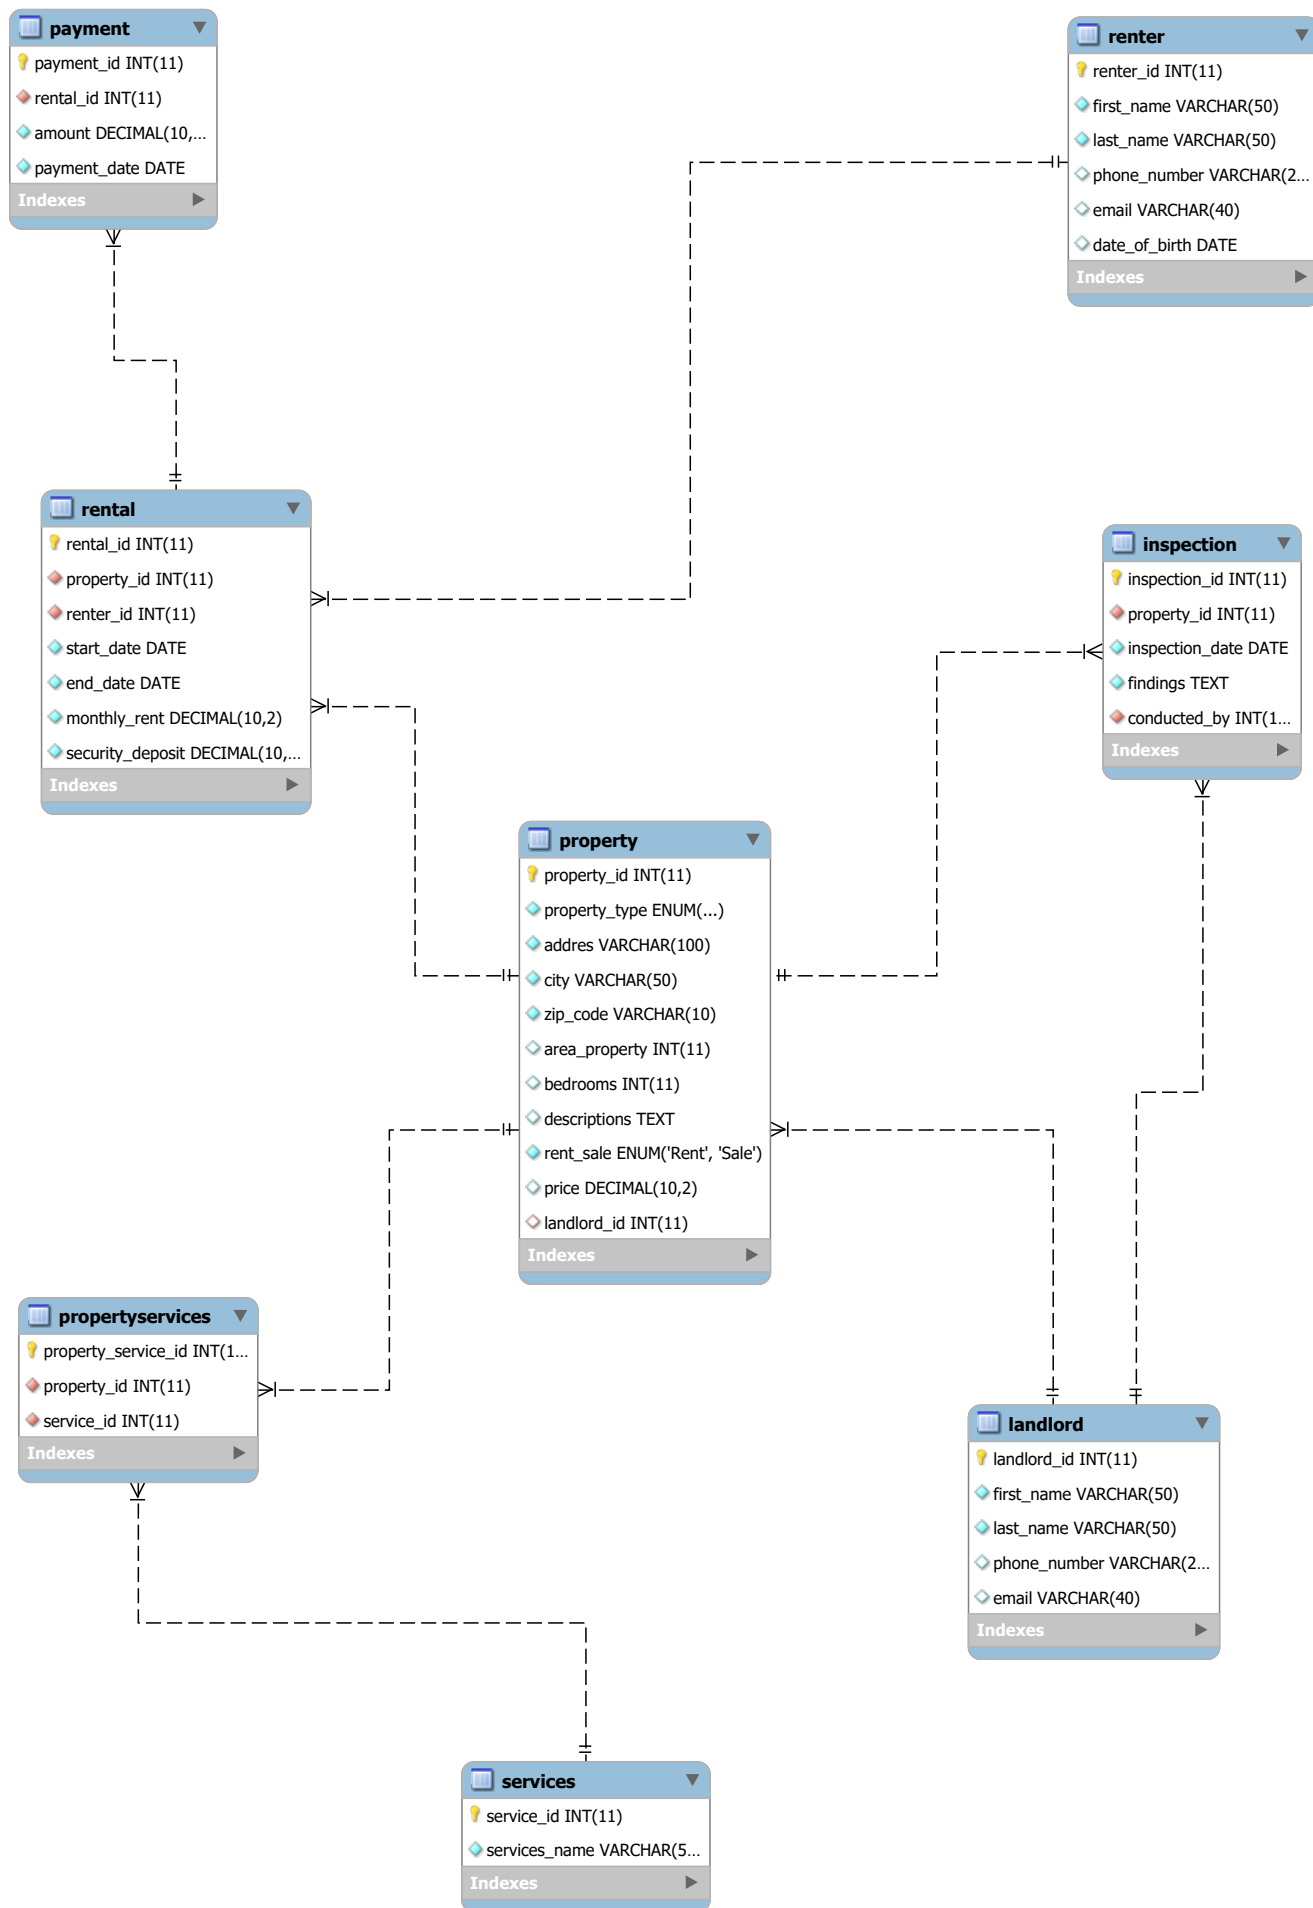 payment
payment_id INT(11)
rental_id INT(11)
amount DECIMAL(10,...
payment_date DATE
Indexes
renter
renter_id INT(11)
first_name VARCHAR(50)
last_name VARCHAR(50)
phone_number VARCHAR(2...
email VARCHAR(40)
date_of_birth DATE
Indexes
rental
rental_id INT(11)
property_id INT(11)
renter_id INT(11)
start_date DATE
end_date DATE
monthly_rent DECIMAL(10,2)
security_deposit DECIMAL(10,...
Indexes
inspection
inspection_id INT(11)
property_id INT(11)
inspection_date DATE
findings TEXT
conducted_by INT(1...
Indexes
property
property_id INT(11)
property_type ENUM(...)
addres VARCHAR(100)
city VARCHAR(50)
zip_code VARCHAR(10)
area_property INT(11)
bedrooms INT(11)
descriptions TEXT
rent_sale ENUM('Rent', 'Sale')
price DECIMAL(10,2)
landlord_id INT(11)
Indexes
propertyservices
property_service_id INT(1...
property_id INT(11)
service_id INT(11)
Indexes
landlord
landlord_id INT(11)
first_name VARCHAR(50)
last_name VARCHAR(50)
phone_number VARCHAR(2...
email VARCHAR(40)
Indexes
services
service_id INT(11)
services_name VARCHAR(5...
Indexes